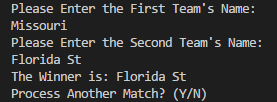 Please Enter the First Team's Name:
Missouri
Please Enter the Second Team's Name:
Florida St
The Winner is: Florida St
Process Another Match? (Y/N)